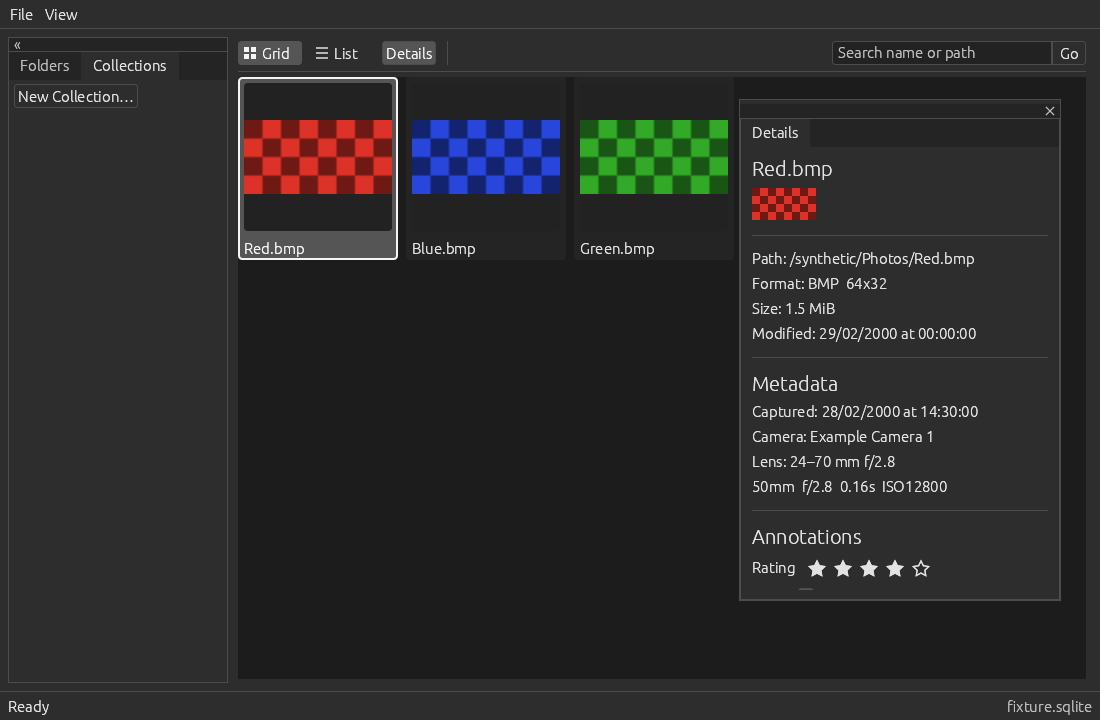 File View
«
Folders Collections
New Collection...
Grid List Details
Search name or path Go
Red.bmp
Blue.bmp
Green.bmp
Details
Red.bmp
Path: /synthetic/Photos/Red.bmp
Format: BMP 64x32
Size: 1.5 MiB
Modified: 29/02/2000 at 00:00:00
Metadata
Captured: 28/02/2000 at 14:30:00
Camera: Example Camera 1
Lens: 24–70 mm f/2.8
50mm f/2.8 0.16s ISO12800
Annotations
Rating
Ready
fixture.sqlite